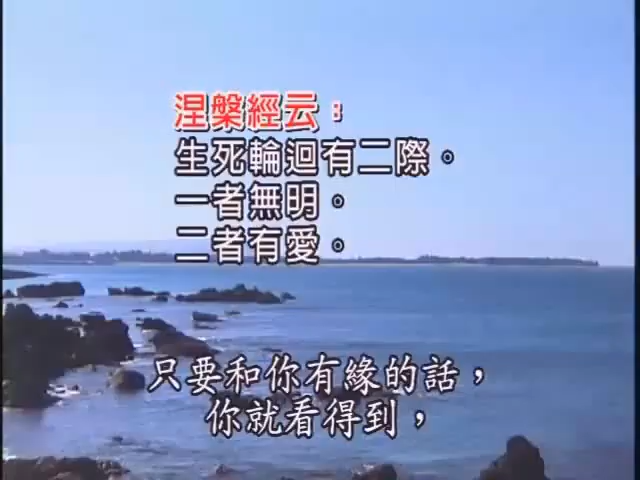 涅槃經云：
生死輪迴有二際。
一者無明。
二者有愛。
只要和你有緣的話，
你就看得到，